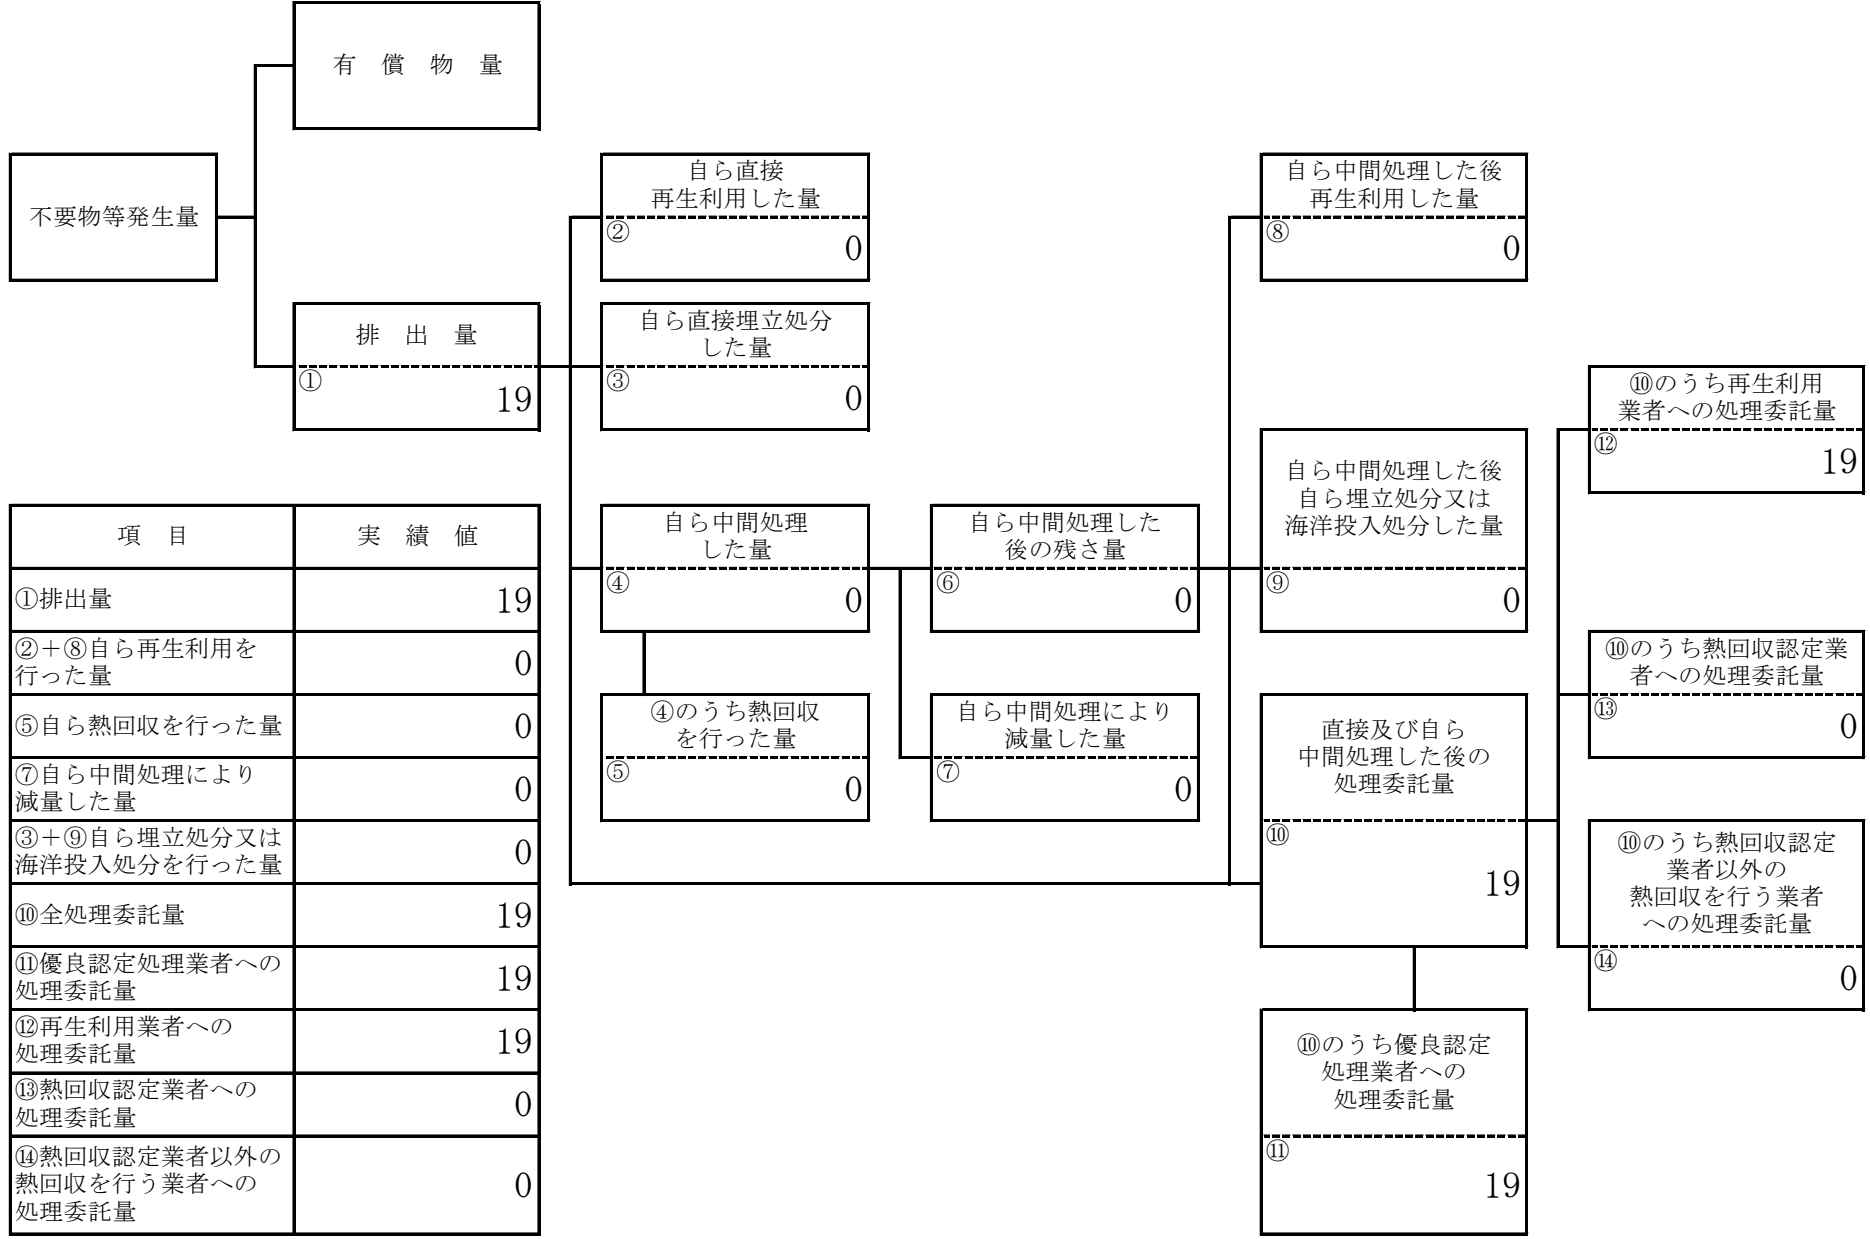 有　償　物　量
不要物等発生量
排　出　量
①
19
自ら直接
再生利用した量
②
0
自ら直接埋立処分
した量
③
0
自ら中間処理
した量
④
0
④のうち熱回収
を行った量
⑤
0
自ら中間処理した
後の残さ量
⑥
0
自ら中間処理により
減量した量
⑦
0
自ら中間処理した後
再生利用した量
⑧
0
自ら中間処理した後
自ら埋立処分又は
海洋投入処分した量
⑨
0
直接及び自ら
中間処理した後の
処理委託量
⑩
19
⑩のうち優良認定
処理業者への
処理委託量
⑪
19
⑩のうち再生利用
業者への処理委託量
⑫
19
⑩のうち熱回収認定業
者への処理委託量
⑬
0
⑩のうち熱回収認定
業者以外の
熱回収を行う業者
への処理委託量
⑭
0
項　目　実　績　値
①排出量　19
②＋⑧自ら再生利用を
行った量　0
⑤自ら熱回収を行った量　0
⑦自ら中間処理により
減量した量　0
③＋⑨自ら埋立処分又は
海洋投入処分を行った量　0
⑩全処理委託量　19
⑪優良認定処理業者への
処理委託量　19
⑫再生利用業者への
処理委託量　19
⑬熱回収認定業者への
処理委託量　0
⑭熱回収認定業者以外の
熱回収を行う業者への　0
処理委託量